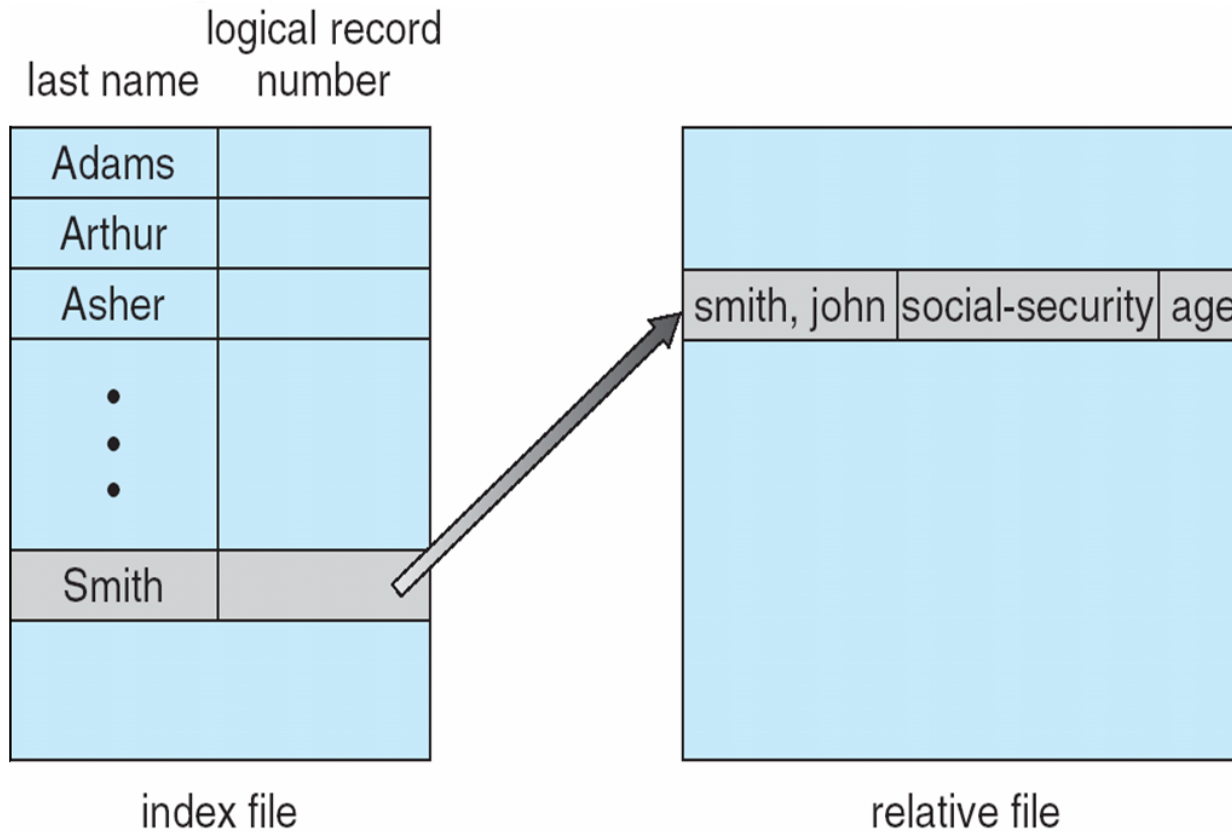 logical record
last name number
Adams
Arthur
Asher
smith, john social-security age
Smith
index file relative file